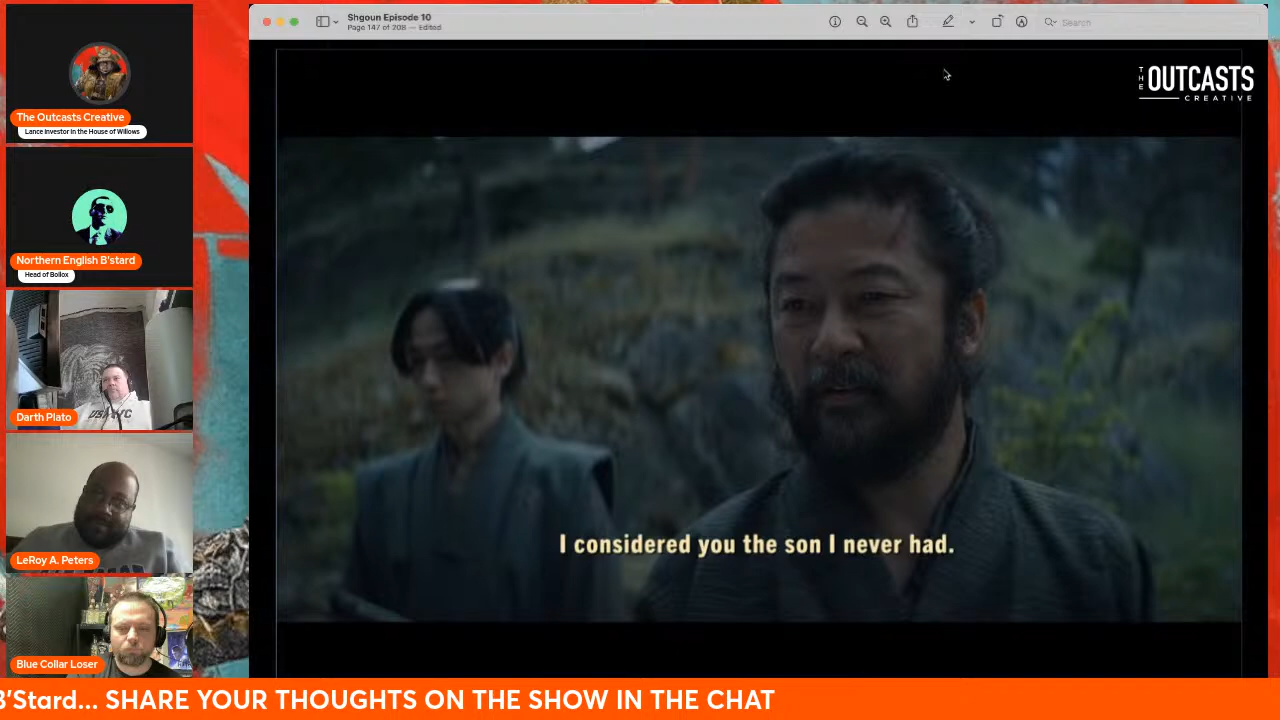 The Outcasts Creative
Lance Investor in the House of Willows
Northern English B'stard
Head of Bollox
Darth Plato
LeRoy A. Peters
Blue Collar Loser
Shgoun Episode 10
Page 147 of 208 — Edited
Search
THE OUTCASTS
CREATIVE
I considered you the son I never had.
B'Stard... SHARE YOUR THOUGHTS ON THE SHOW IN THE CHAT